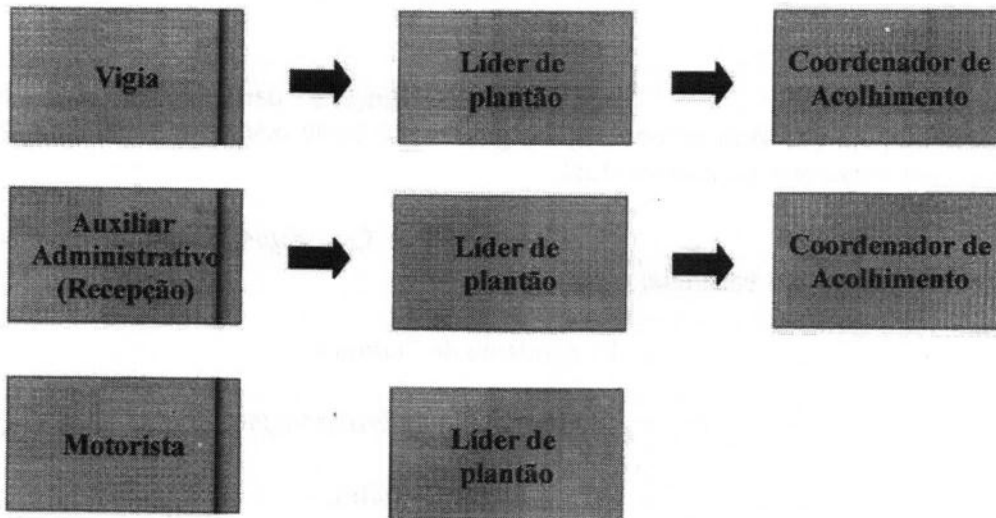 Vigia
Líder de
plantão
Coordenador de
Acolhimento
Auxiliar
Administrativo
(Recepção)
Líder de
plantão
Coordenador de
Acolhimento
Motorista
Líder de
plantão